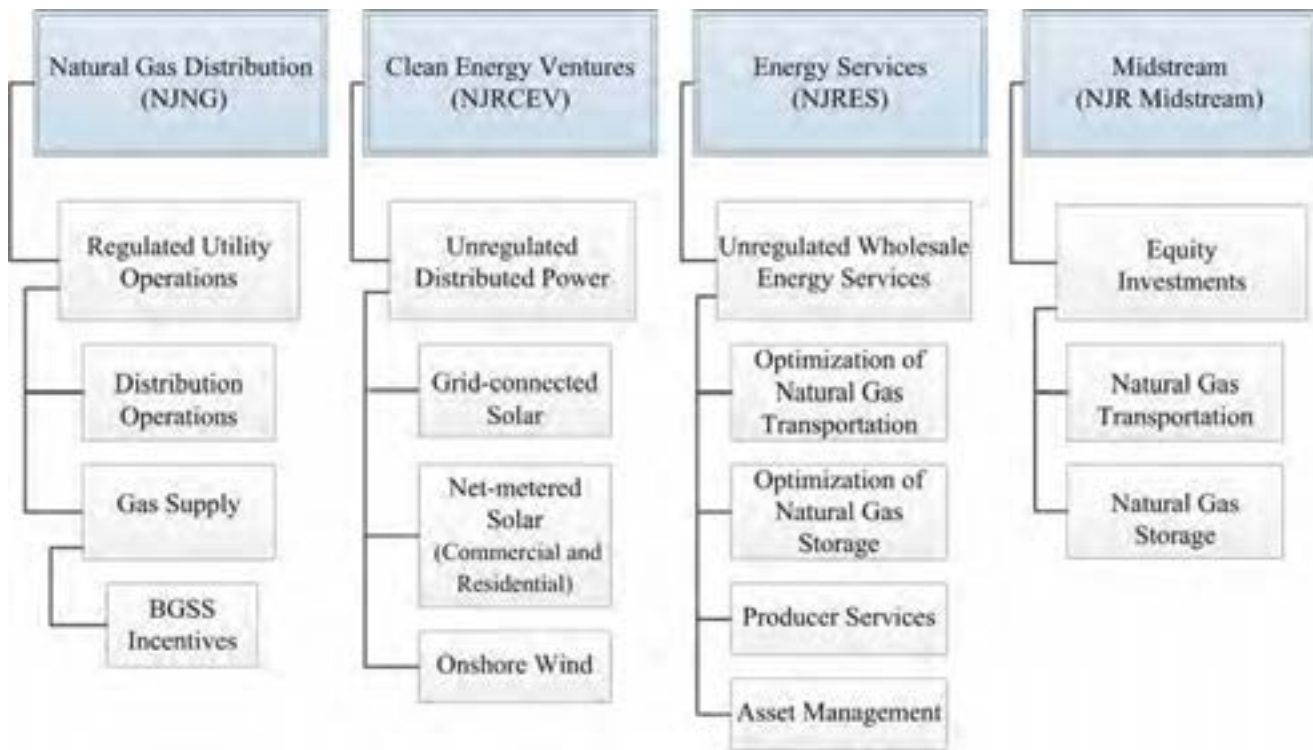 Natural Gas Distribution
(NJNG)
Regulated Utility
Operations
Distribution
Operations
Gas Supply
BGSS
Incentives
Clean Energy Ventures
(NJRCEV)
Unregulated
Distributed Power
Grid-connected
Solar
Net-metered
Solar
(Commercial and
Residential)
Onshore Wind
Energy Services
(NJRES)
Unregulated Wholesale
Energy Services
Optimization of
Natural Gas
Transportation
Optimization of
Natural Gas
Storage
Producer Services
Asset Management
Midstream
(NJR Midstream)
Equity
Investments
Natural Gas
Transportation
Natural Gas
Storage